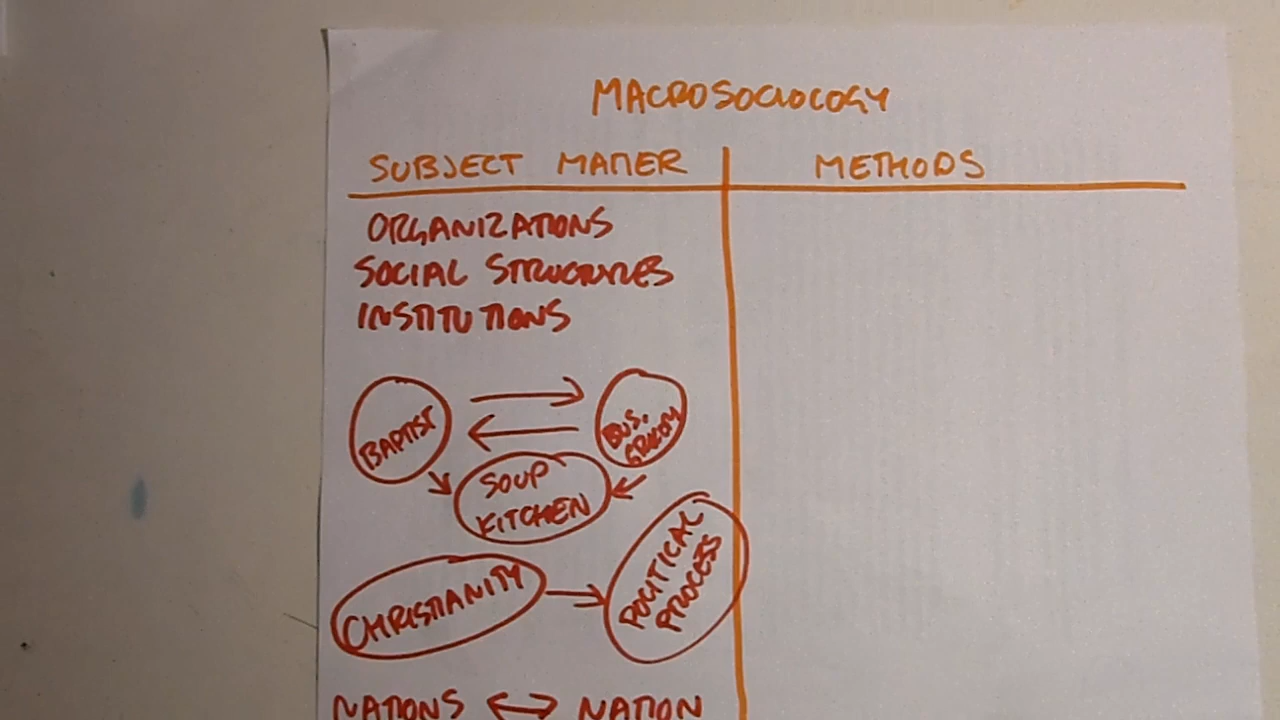 MACROSOCIOLOGY
SUBJECT MATTER METHODS
ORGANIZATIONS
SOCIAL STRUCTURES
INSTITUTIONS
BAPTIST
BUS.
SOUP
KITCHEN
POLITICAL
PROCESS
CHRISTIANITY
NATIONS NATION